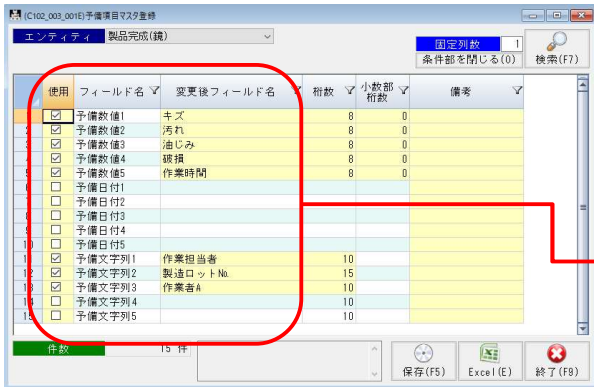 (C102_003_001E)予備項目マスタ登録
エンティティ 製品完成(鏡)
固定列数 1
条件部を閉じる(0) 検索(F7)
使用 フィールド名 変更後フィールド名 桁数 小数部桁数 備考
予備数値1 キズ 8 0
2 予備数値2 汚れ 8 0
予備数値3 油じみ 8 0
予備数値4 破損 8 0
予備数値5 作業時間 8 0
予備日付1
予備日付2
予備日付3
予備日付4
10 予備日付5
11 予備文字列1 作業担当者 10
12 予備文字列2 製造ロット№ 15
13 予備文字列3 作業者A 10
14 予備文字列4 10
15 予備文字列5 10
件数 15 件
保存(F5) Excel(E) 終了(F9)